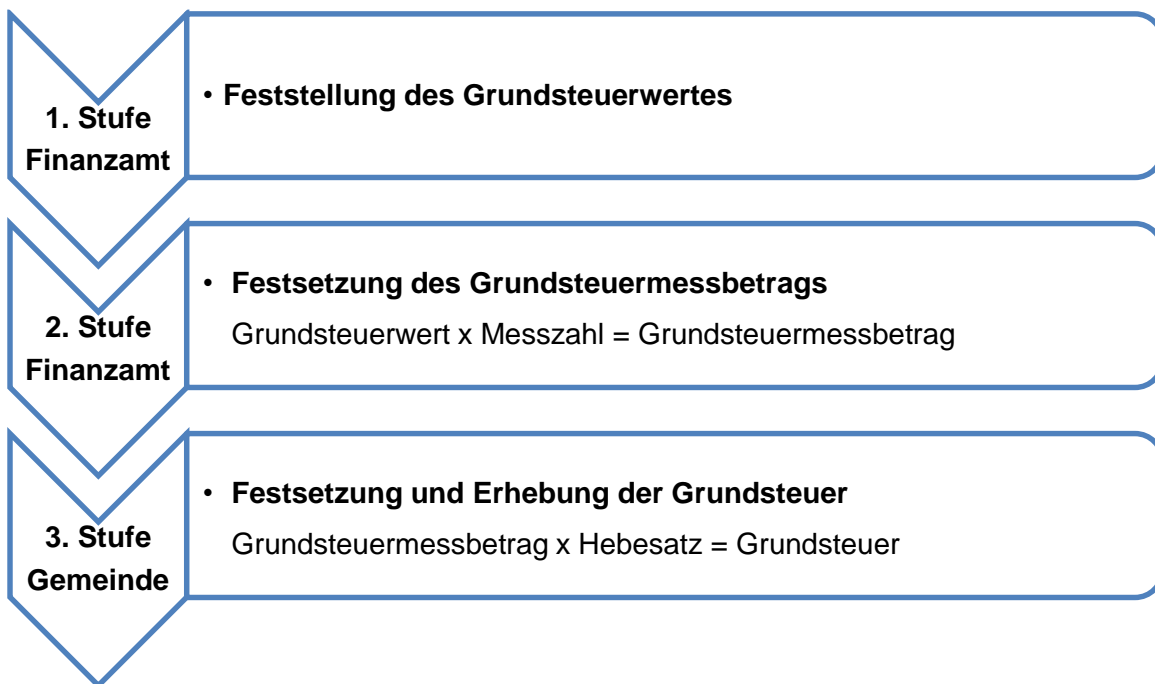 1. Stufe
Finanzamt
• Feststellung des Grundsteuerwertes
2. Stufe
Finanzamt
• Festsetzung des Grundsteuermessbetrags
Grundsteuerwert x Messzahl = Grundsteuermessbetrag
3. Stufe
Gemeinde
• Festsetzung und Erhebung der Grundsteuer
Grundsteuermessbetrag x Hebesatz = Grundsteuer